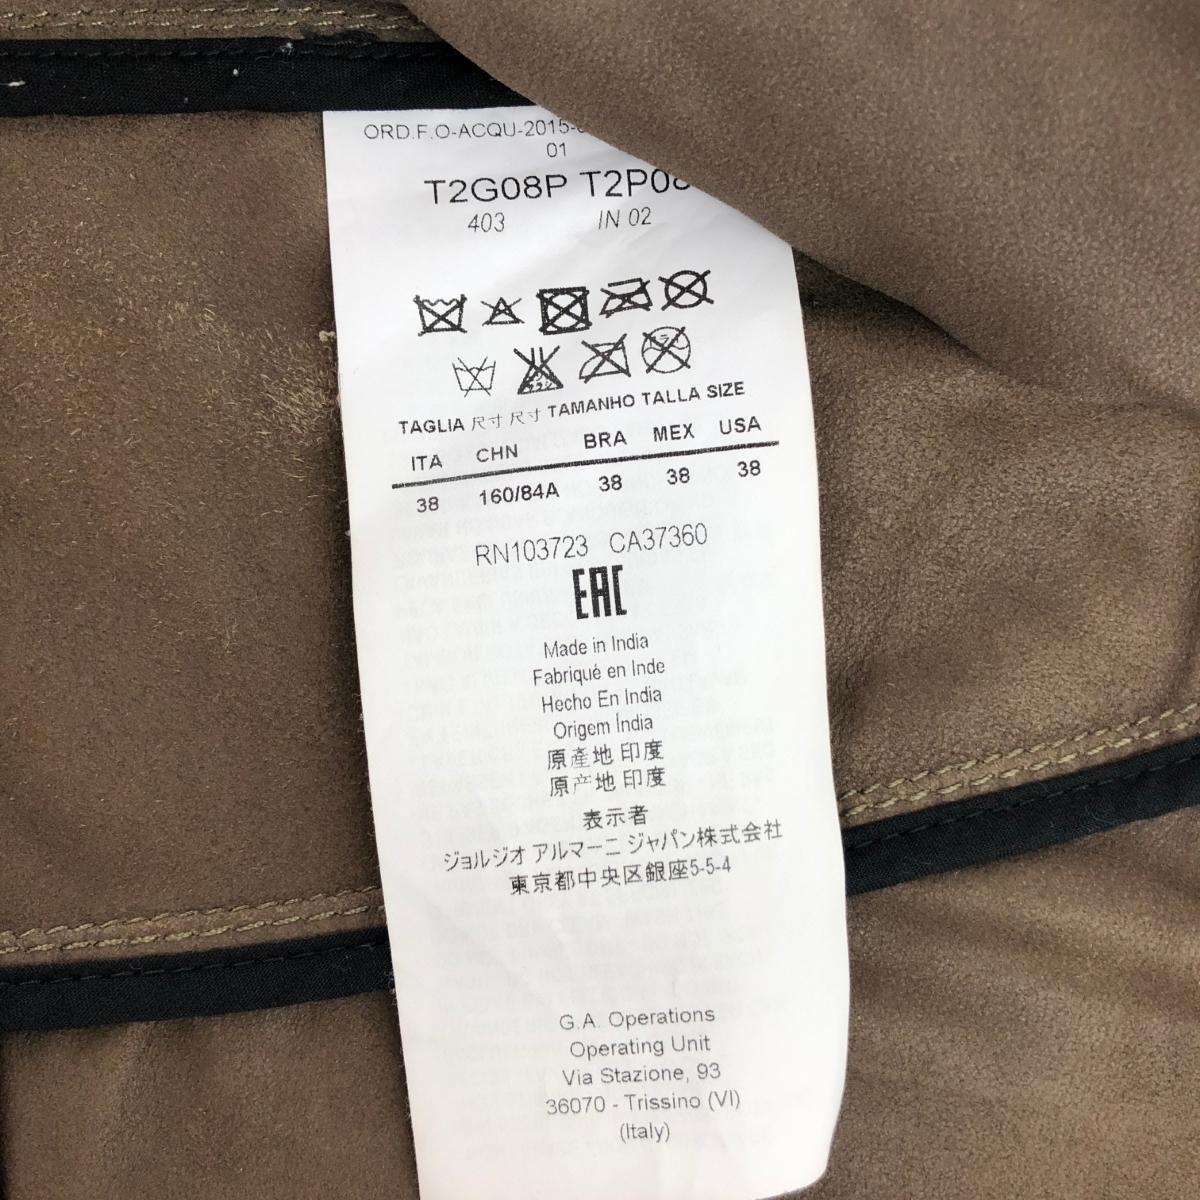 ORD.F.O-ACQU-2015-
01
T2G08P
403 IN 02
TAGLIA 尺寸 尺寸 TAMANHO TALLA SIZE
ITA CHN BRA MEX USA
38 160/84A 38 38 38
RN103723 CA37360
EAC
Made in India
Fabriqué en Inde
Hecho En India
Origem Índia
原產地 印度
原产地 印度
表示者
ジョルジオ アルマーニ ジャパン株式会社
東京都中央区銀座5-5-4
G.A. Operations
Operating Unit
Via Stazione, 93
36070 - Trissino (VI)
(Italy)